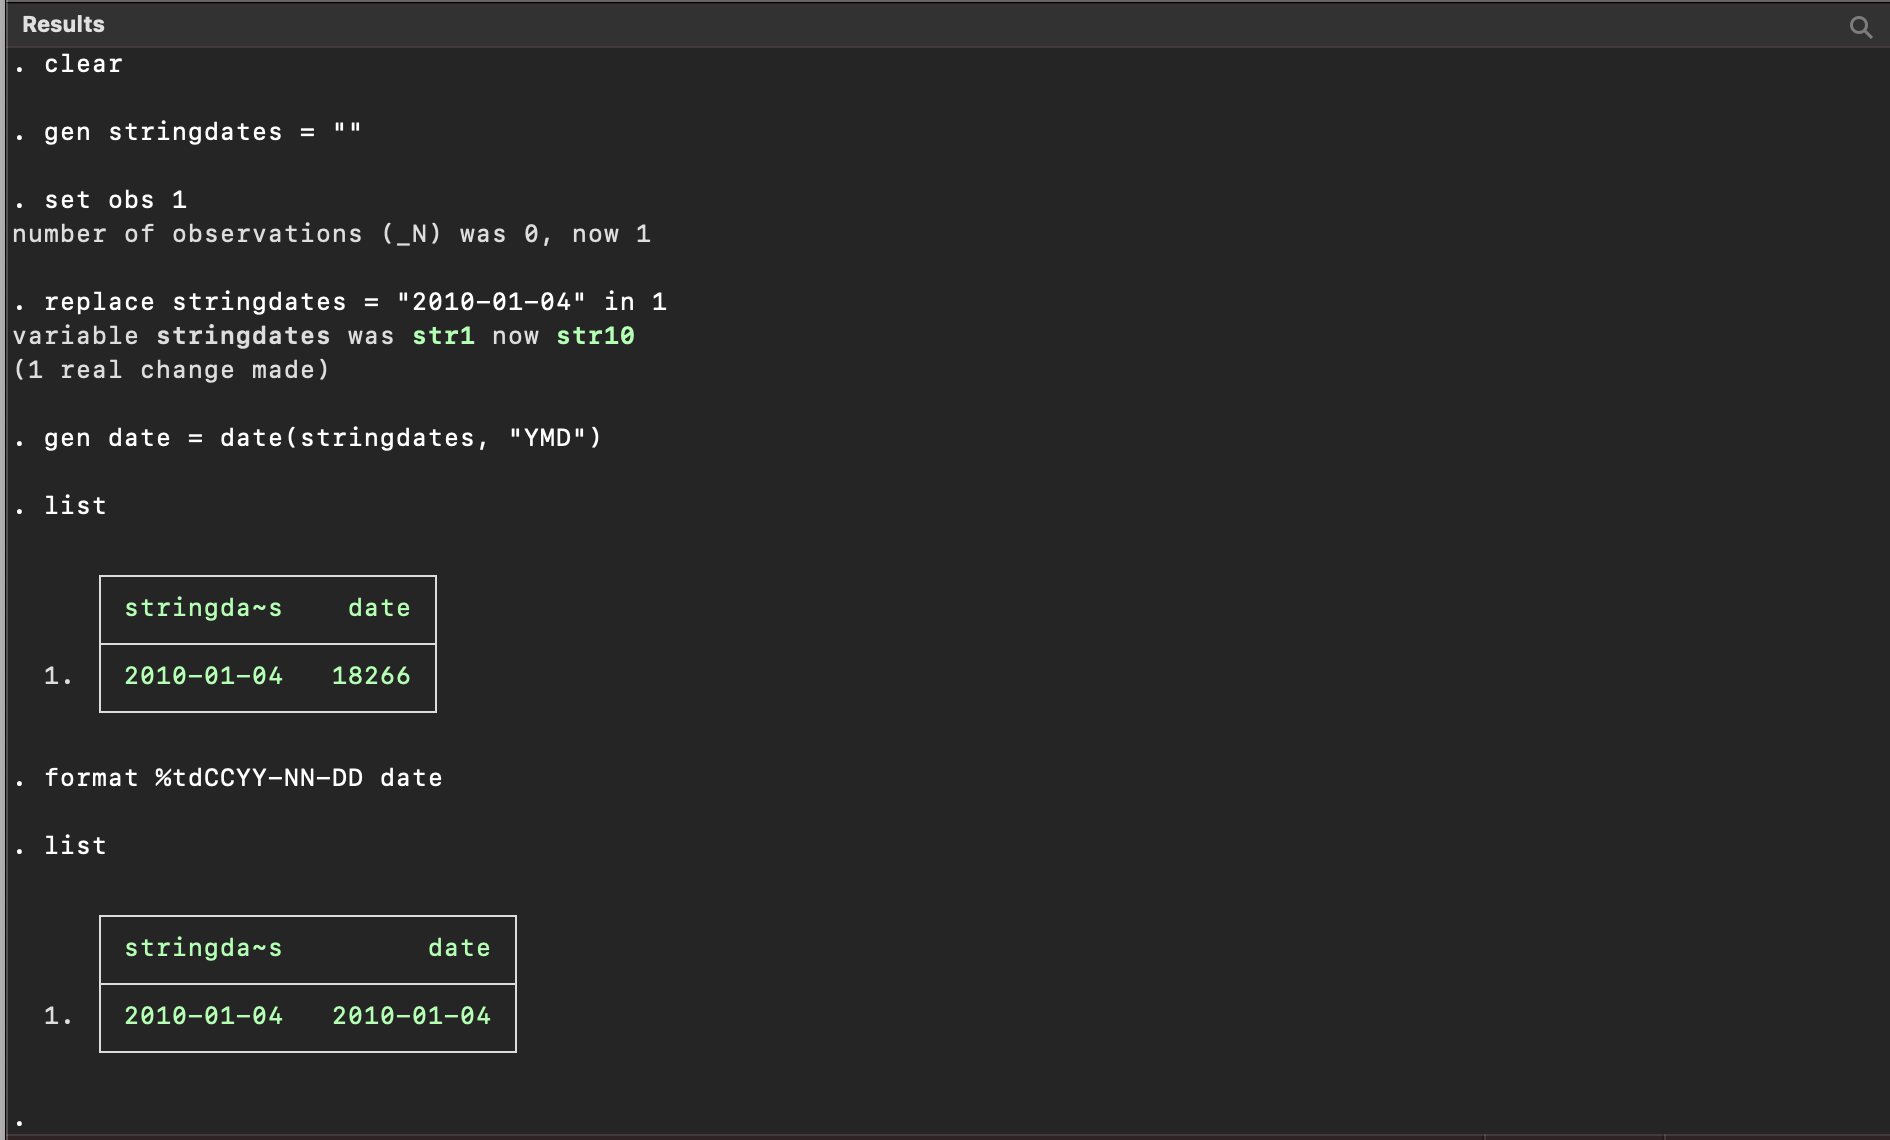 Results
. clear
. gen stringdates = ""
. set obs 1
number of observations (_N) was 0, now 1
. replace stringdates = "2010-01-04" in 1
variable stringdates was str1 now str10
(1 real change made)
. gen date = date(stringdates, "YMD")
. list
stringda~s date
1. 2010-01-04 18266
. format %tdCCYY-NN-DD date
. list
stringda~s date
1. 2010-01-04 2010-01-04
.